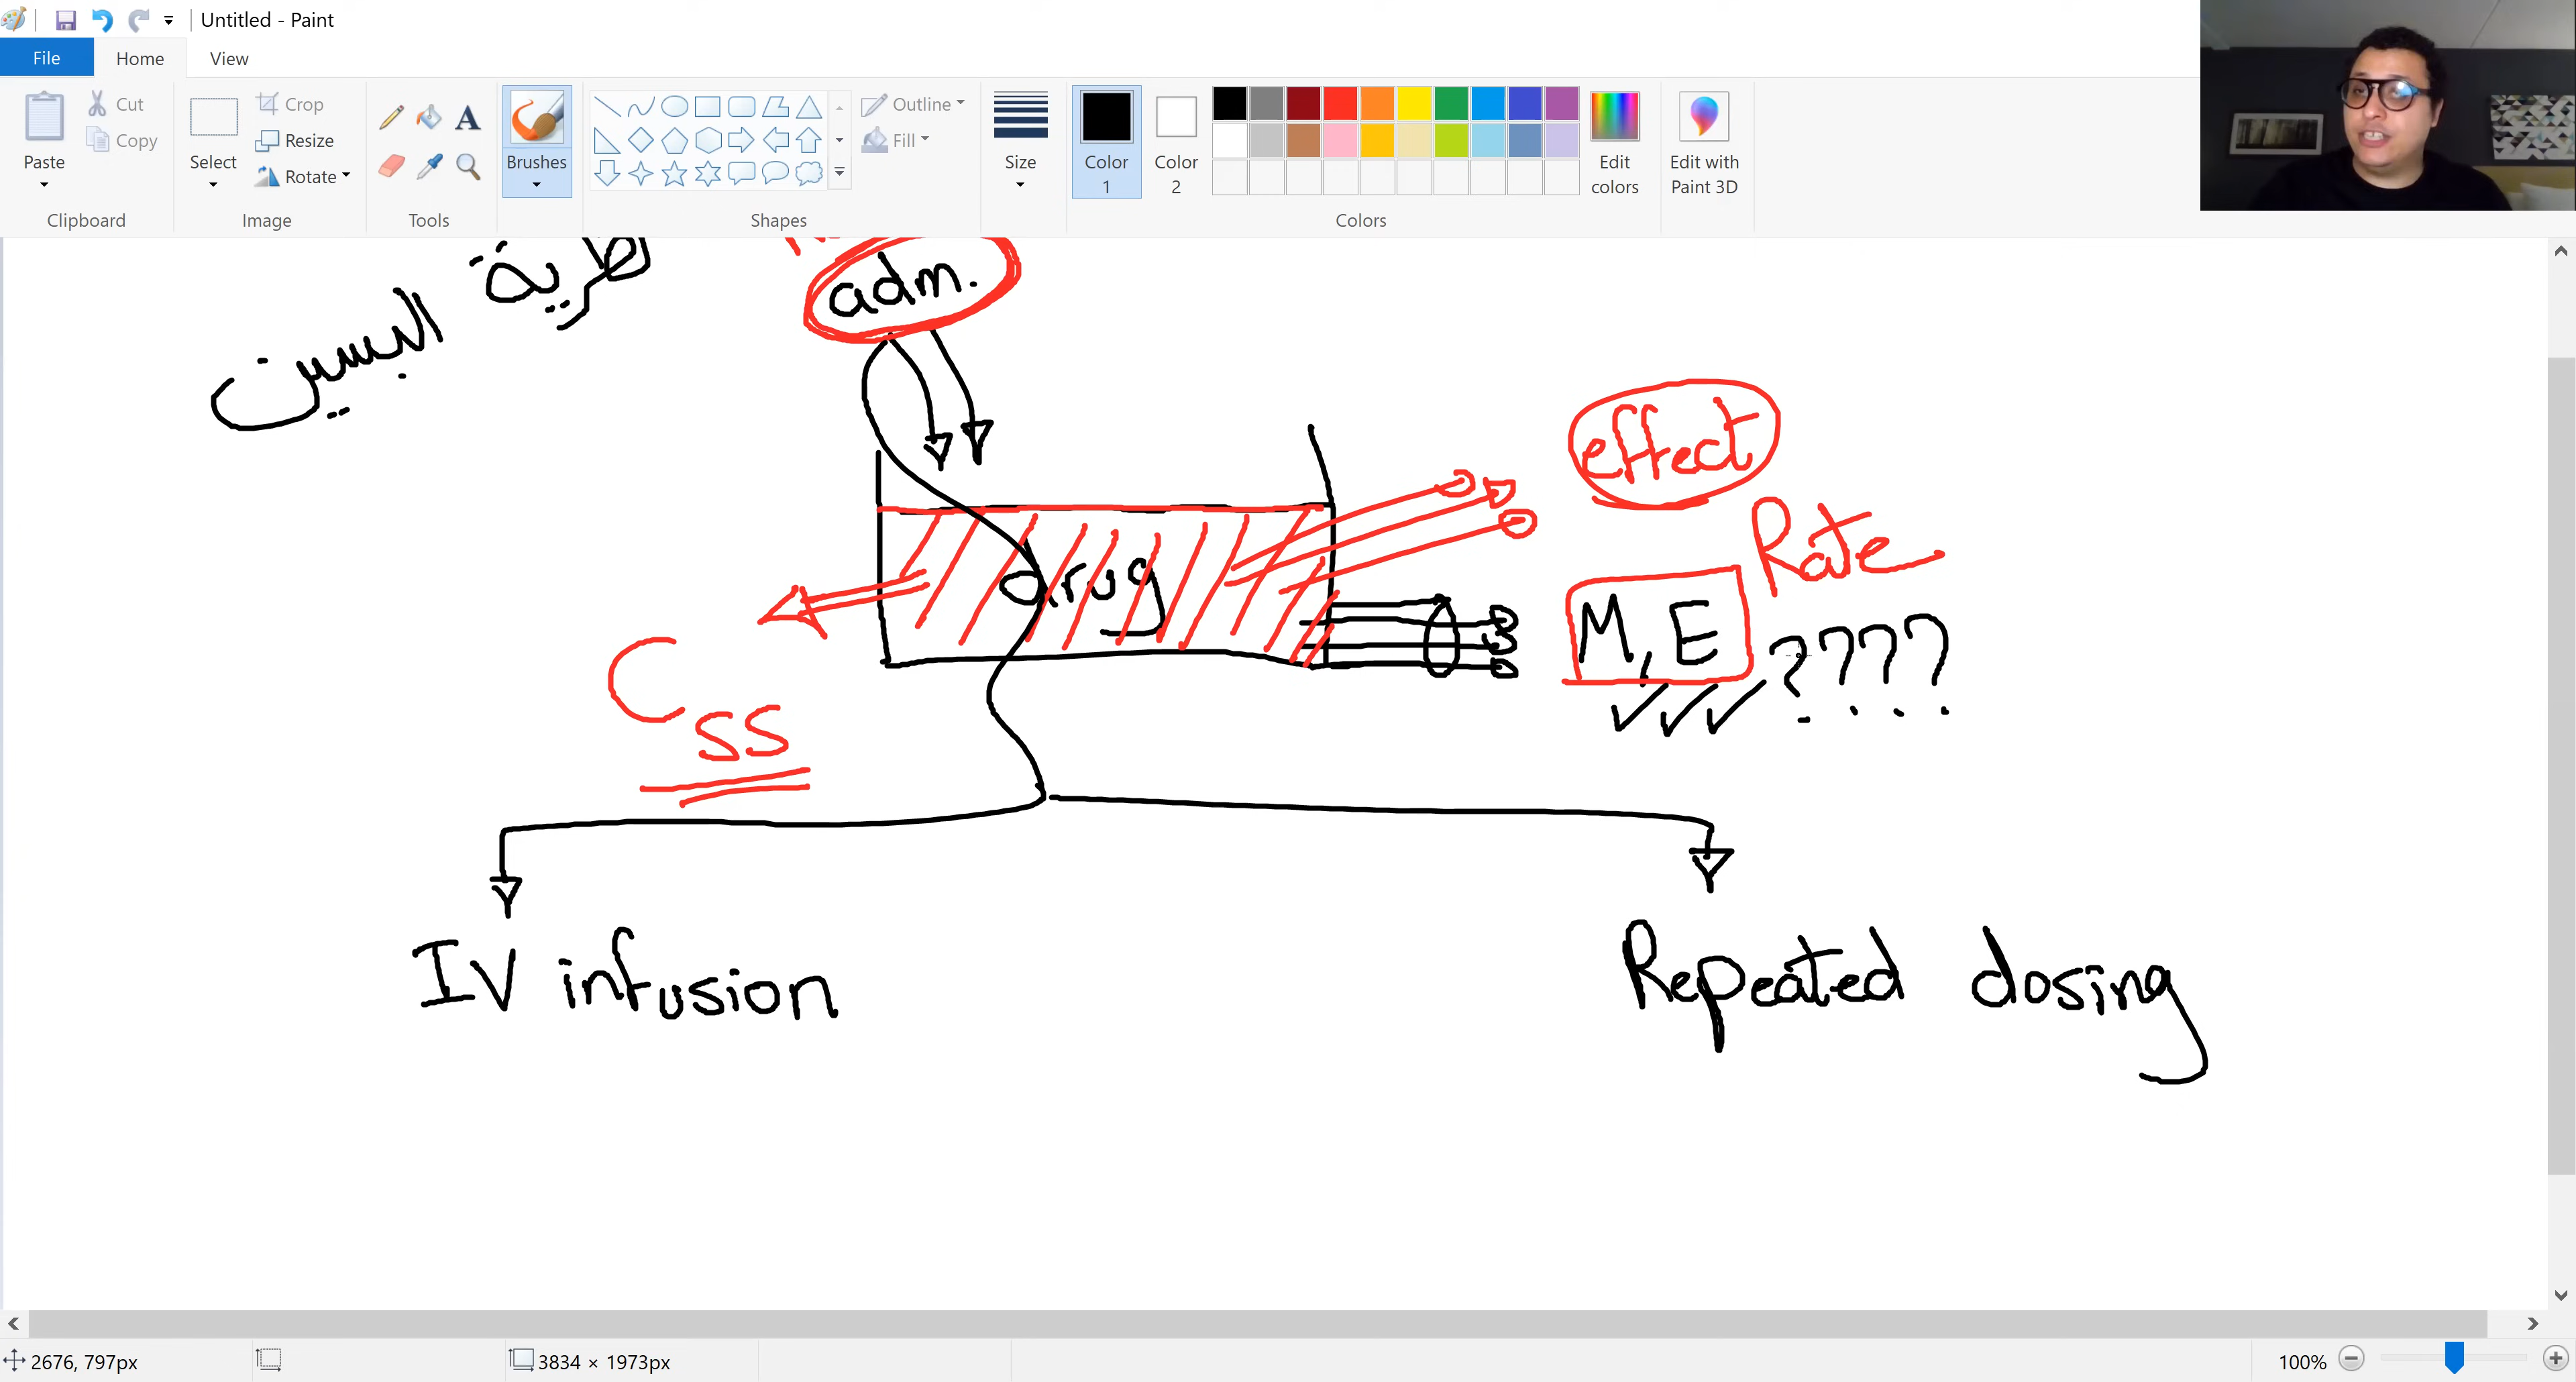 Untitled - Paint
File Home View
Paste
Cut
Copy
Clipboard
Select
Crop
Resize
Rotate
Image
Tools
Brushes
Shapes
Outline
Fill
Size
Color 1
Color 2
Edit colors
Colors
Edit with Paint 3D
البسين
adm.
effect
Rate
drug
M, E
????
Css
IV infusion
Repeated dosing
2676, 797px
3834 × 1973px
100%